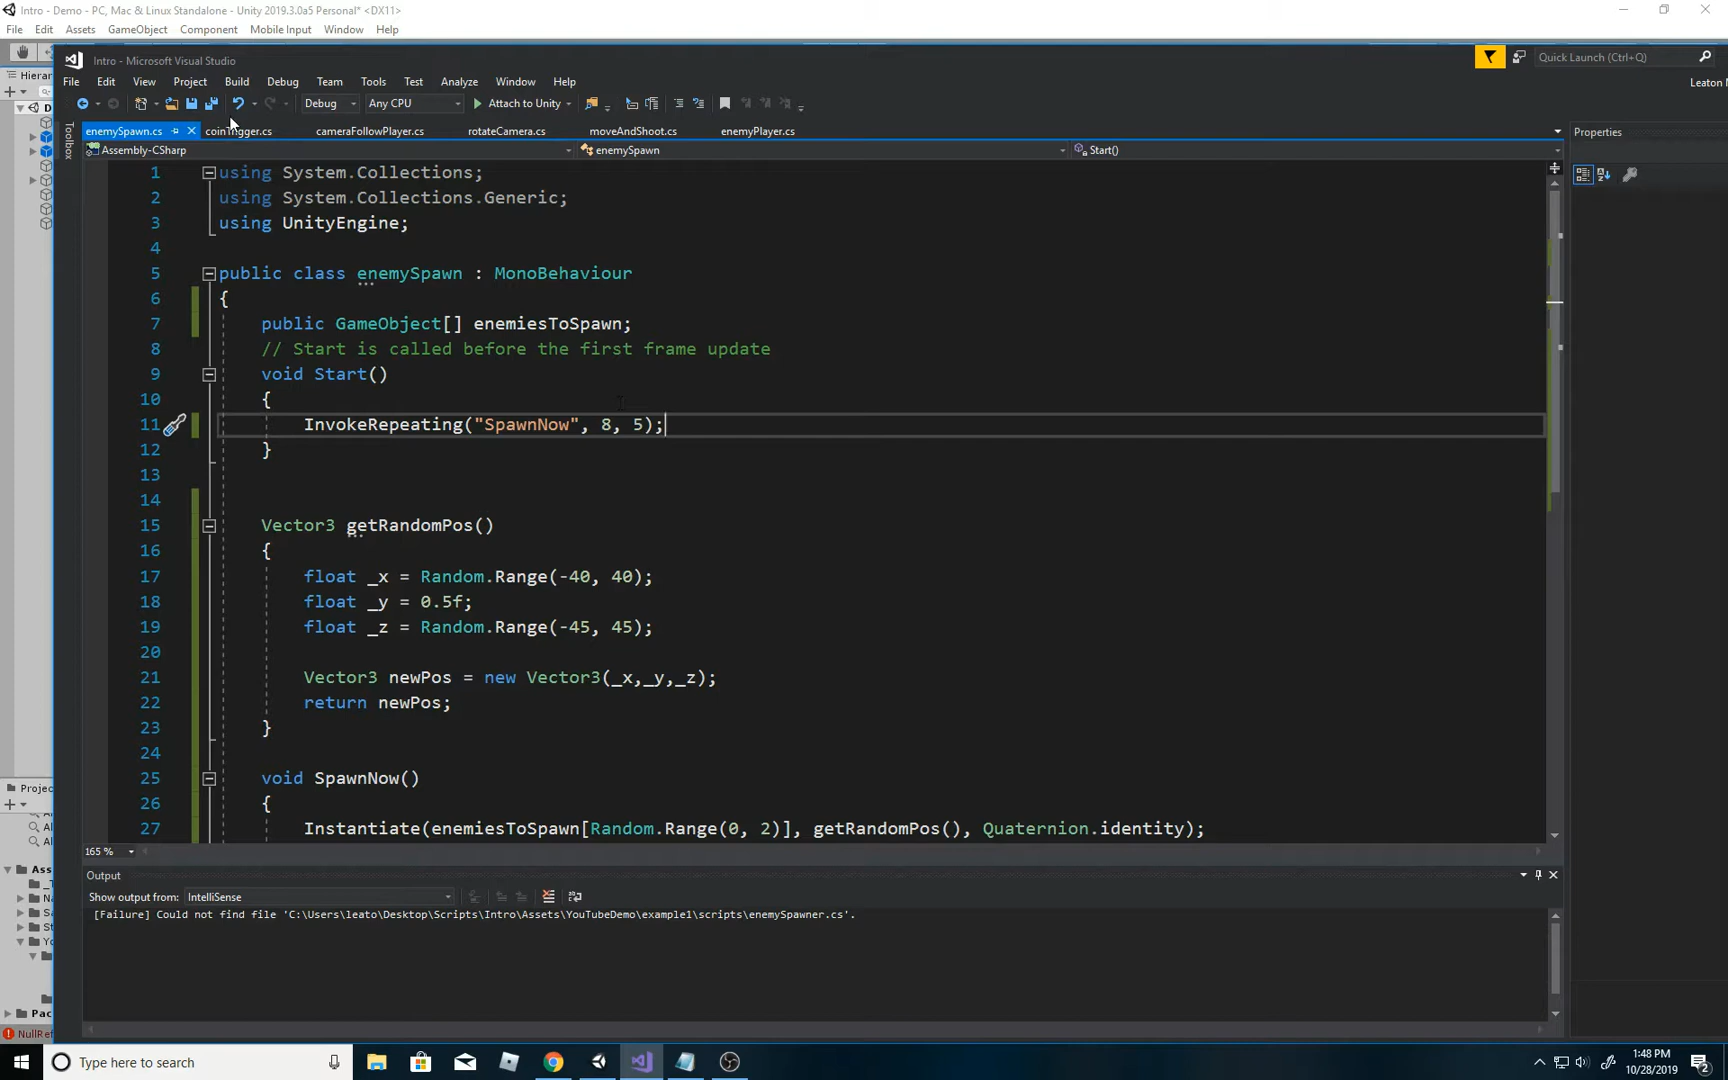 Intro - Demo - PC, Mac & Linux Standalone - Unity 2019.3.0a5 Personal* <DX11>
File Edit Assets GameObject Component Mobile Input Window Help
Intro - Microsoft Visual Studio
Quick Launch (Ctrl+Q)
File Edit View Project Build Debug Team Tools Test Analyze Window Help
Leaton
Debug Any CPU Attach to Unity
enemySpawn.cs coinTrigger.cs cameraFollowPlayer.cs rotateCamera.cs moveAndShoot.cs enemyPlayer.cs
Properties
Toolbox
Assembly-CSharp enemySpawn Start()
1 using System.Collections;
2 using System.Collections.Generic;
3 using UnityEngine;
4
5 public class enemySpawn : MonoBehaviour
6 {
7 public GameObject[] enemiesToSpawn;
8 // Start is called before the first frame update
9 void Start()
10 {
11 InvokeRepeating("SpawnNow", 8, 5);
12 }
13
14
15 Vector3 getRandomPos()
16 {
17 float _x = Random.Range(-40, 40);
18 float _y = 0.5f;
19 float _z = Random.Range(-45, 45);
20
21 Vector3 newPos = new Vector3(_x,_y,_z);
22 return newPos;
23 }
24
25 void SpawnNow()
26 {
27 Instantiate(enemiesToSpawn[Random.Range(0, 2)], getRandomPos(), Quaternion.identity);
165 %
Output
Show output from: IntelliSense
[Failure] Could not find file 'C:\Users\leato\Desktop\Scripts\Intro\Assets\YouTubeDemo\example1\scripts\enemySpawner.cs'.
Type here to search
1:48 PM
10/28/2019
2